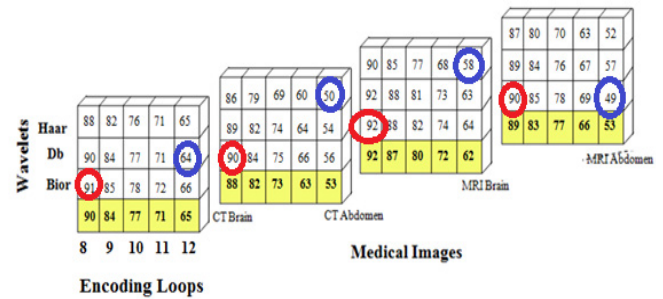 87 80 70 63 52
89 84 76 67 57
90 85 78 69 49
89 83 77 66 53
MRI Abdomen
90 85 77 68 58
92 88 81 73 63
92 88 82 74 64
92 87 80 72 62
MRI Brain
86 79 69 60 50
89 82 74 64 54
90 84 75 66 56
88 82 73 63 53
CT Abdomen
88 82 76 71 65
90 84 77 71 64
91 85 78 72 66
90 84 77 71 65
CT Brain
Wavelets
Haar
Db
Bior
8 9 10 11 12
Encoding Loops
Medical Images